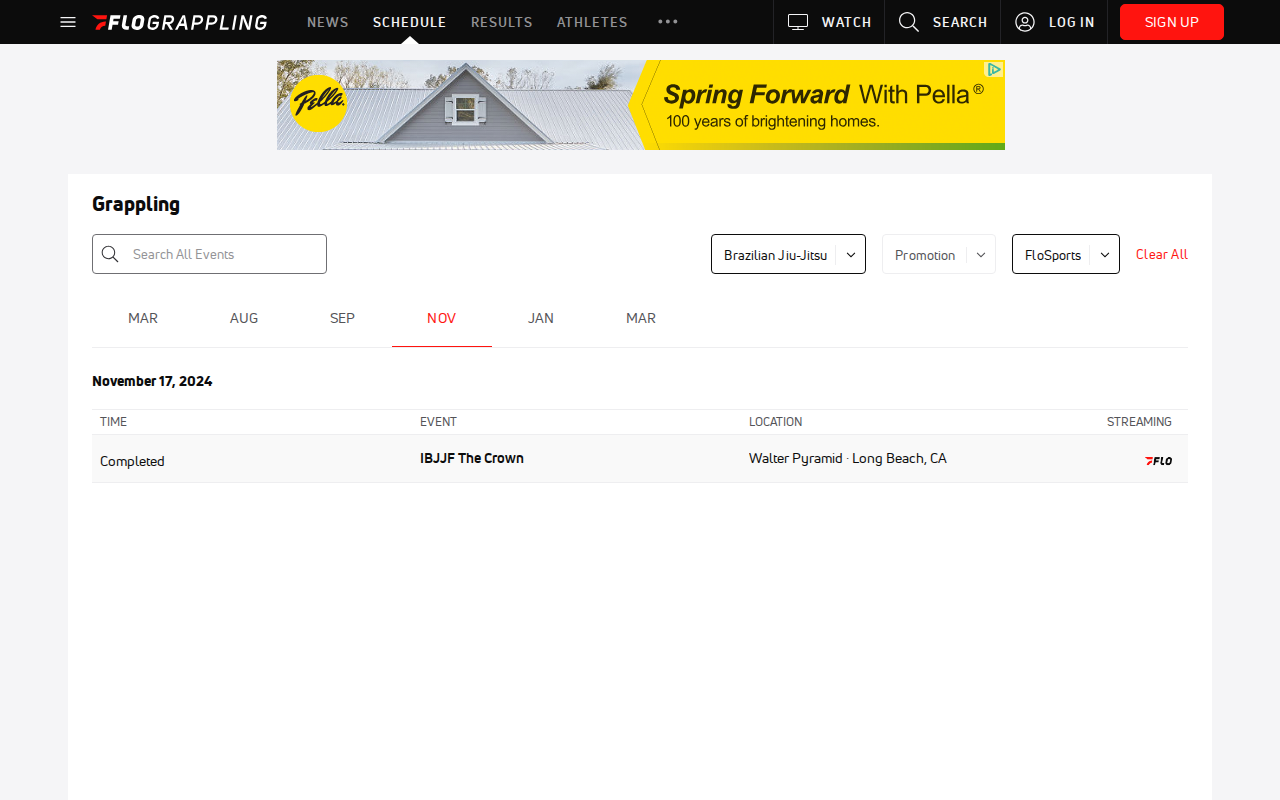 FLOGRAPPLING NEWS SCHEDULE RESULTS ATHLETES WATCH SEARCH LOG IN SIGN UP
Pella. Spring Forward With Pella®
100 years of brightening homes.
Grappling
Search All Events Brazilian Jiu-Jitsu Promotion FloSports Clear All
MAR AUG SEP NOV JAN MAR
November 17, 2024
TIME EVENT LOCATION STREAMING
Completed IBJJF The Crown Walter Pyramid · Long Beach, CA FLO